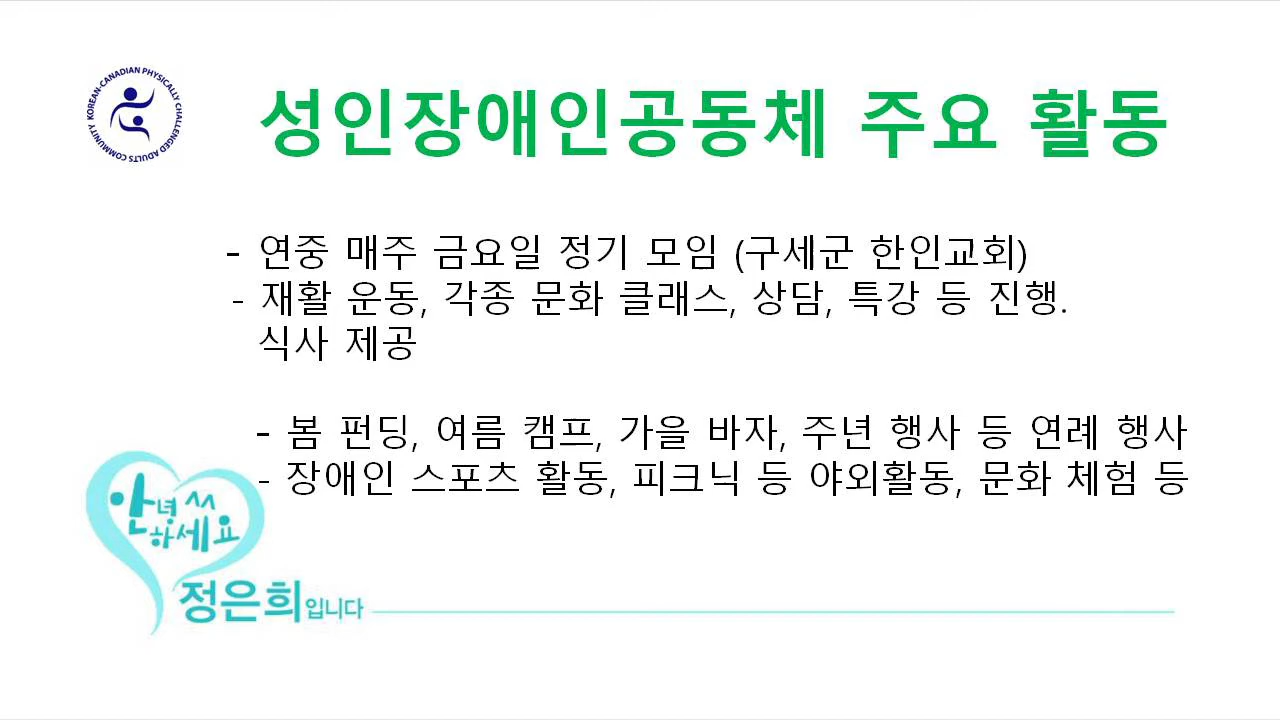 KOREAN-CANADIAN PHYSICALLY CHALLENGED ADULTS COMMUNITY
성인장애인공동체 주요 활동
- 연중 매주 금요일 정기 모임 (구세군 한인교회)
- 재활 운동, 각종 문화 클래스, 상담, 특강 등 진행.
식사 제공
- 봄 펀딩, 여름 캠프, 가을 바자, 주년 행사 등 연례 행사
- 장애인 스포츠 활동, 피크닉 등 야외활동, 문화 체험 등
안녕 ^^
하세요
정은희입니다